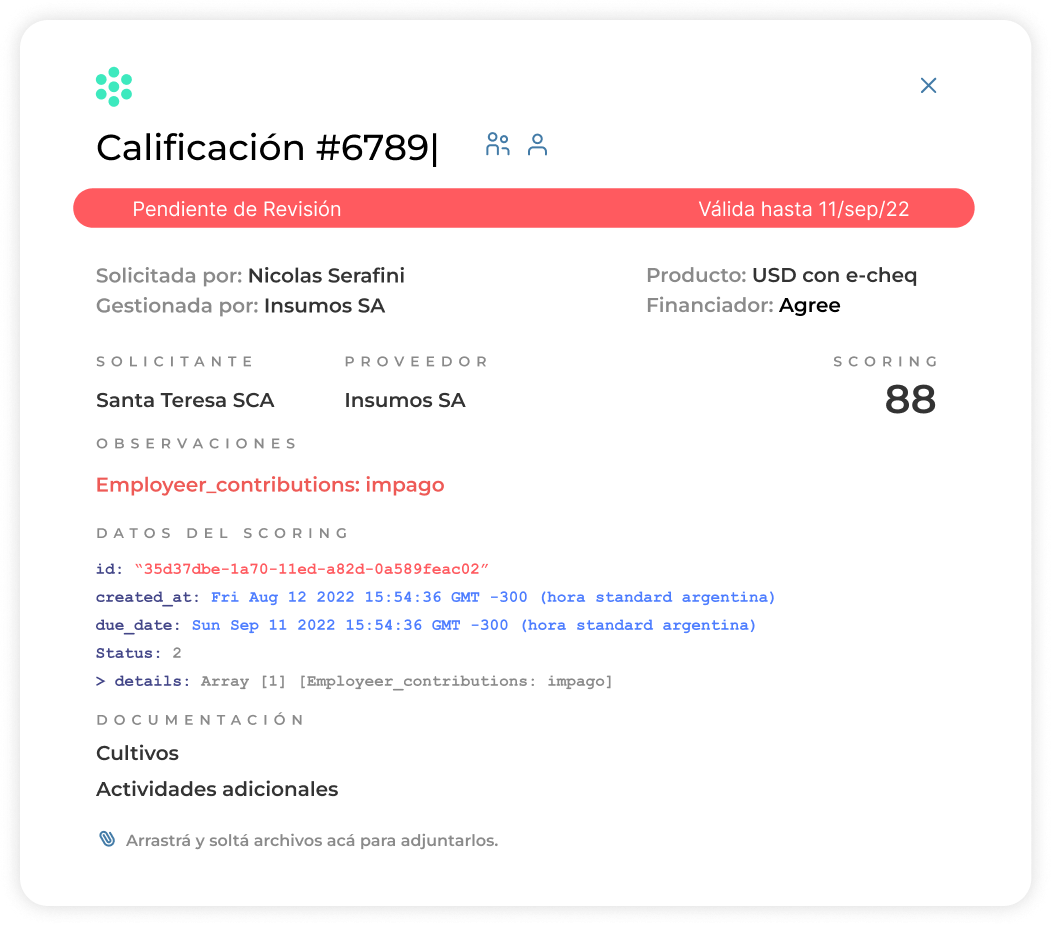 Calificación #6789|
Pendiente de Revisión Válida hasta 11/sep/22
Solicitada por: Nicolas Serafini Producto: USD con e-cheq
Gestionada por: Insumos SA Financiador: Agree
SOLICITANTE PROVEEDOR SCORING
Santa Teresa SCA Insumos SA 88
OBSERVACIONES
Employeer_contributions: impago
DATOS DEL SCORING
id: “35d37dbe-1a70-11ed-a82d-0a589feac02”
created_at: Fri Aug 12 2022 15:54:36 GMT -300 (hora standard argentina)
due_date: Sun Sep 11 2022 15:54:36 GMT -300 (hora standard argentina)
Status: 2
> details: Array [1] [Employeer_contributions: impago]
DOCUMENTACIÓN
Cultivos
Actividades adicionales
Arrastrá y soltá archivos acá para adjuntarlos.